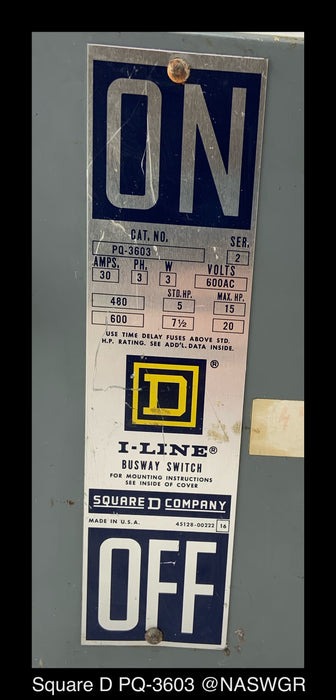 ON
CAT. NO. SER.
PQ-3603 2
AMPS. PH. W VOLTS
30 3 3 600AC
STD.HP. MAX. HP.
480 5 15
600 7½ 20
USE TIME DELAY FUSES ABOVE STD.
H.P. RATING. SEE ADD'L. DATA INSIDE.
D ®
I-LINE®
BUSWAY SWITCH
FOR MOUNTING INSTRUCTIONS
SEE INSIDE OF COVER
SQUARE D COMPANY
MADE IN U.S.A. 45128-00222 16
OFF
Square D PQ-3603 @NASWGR